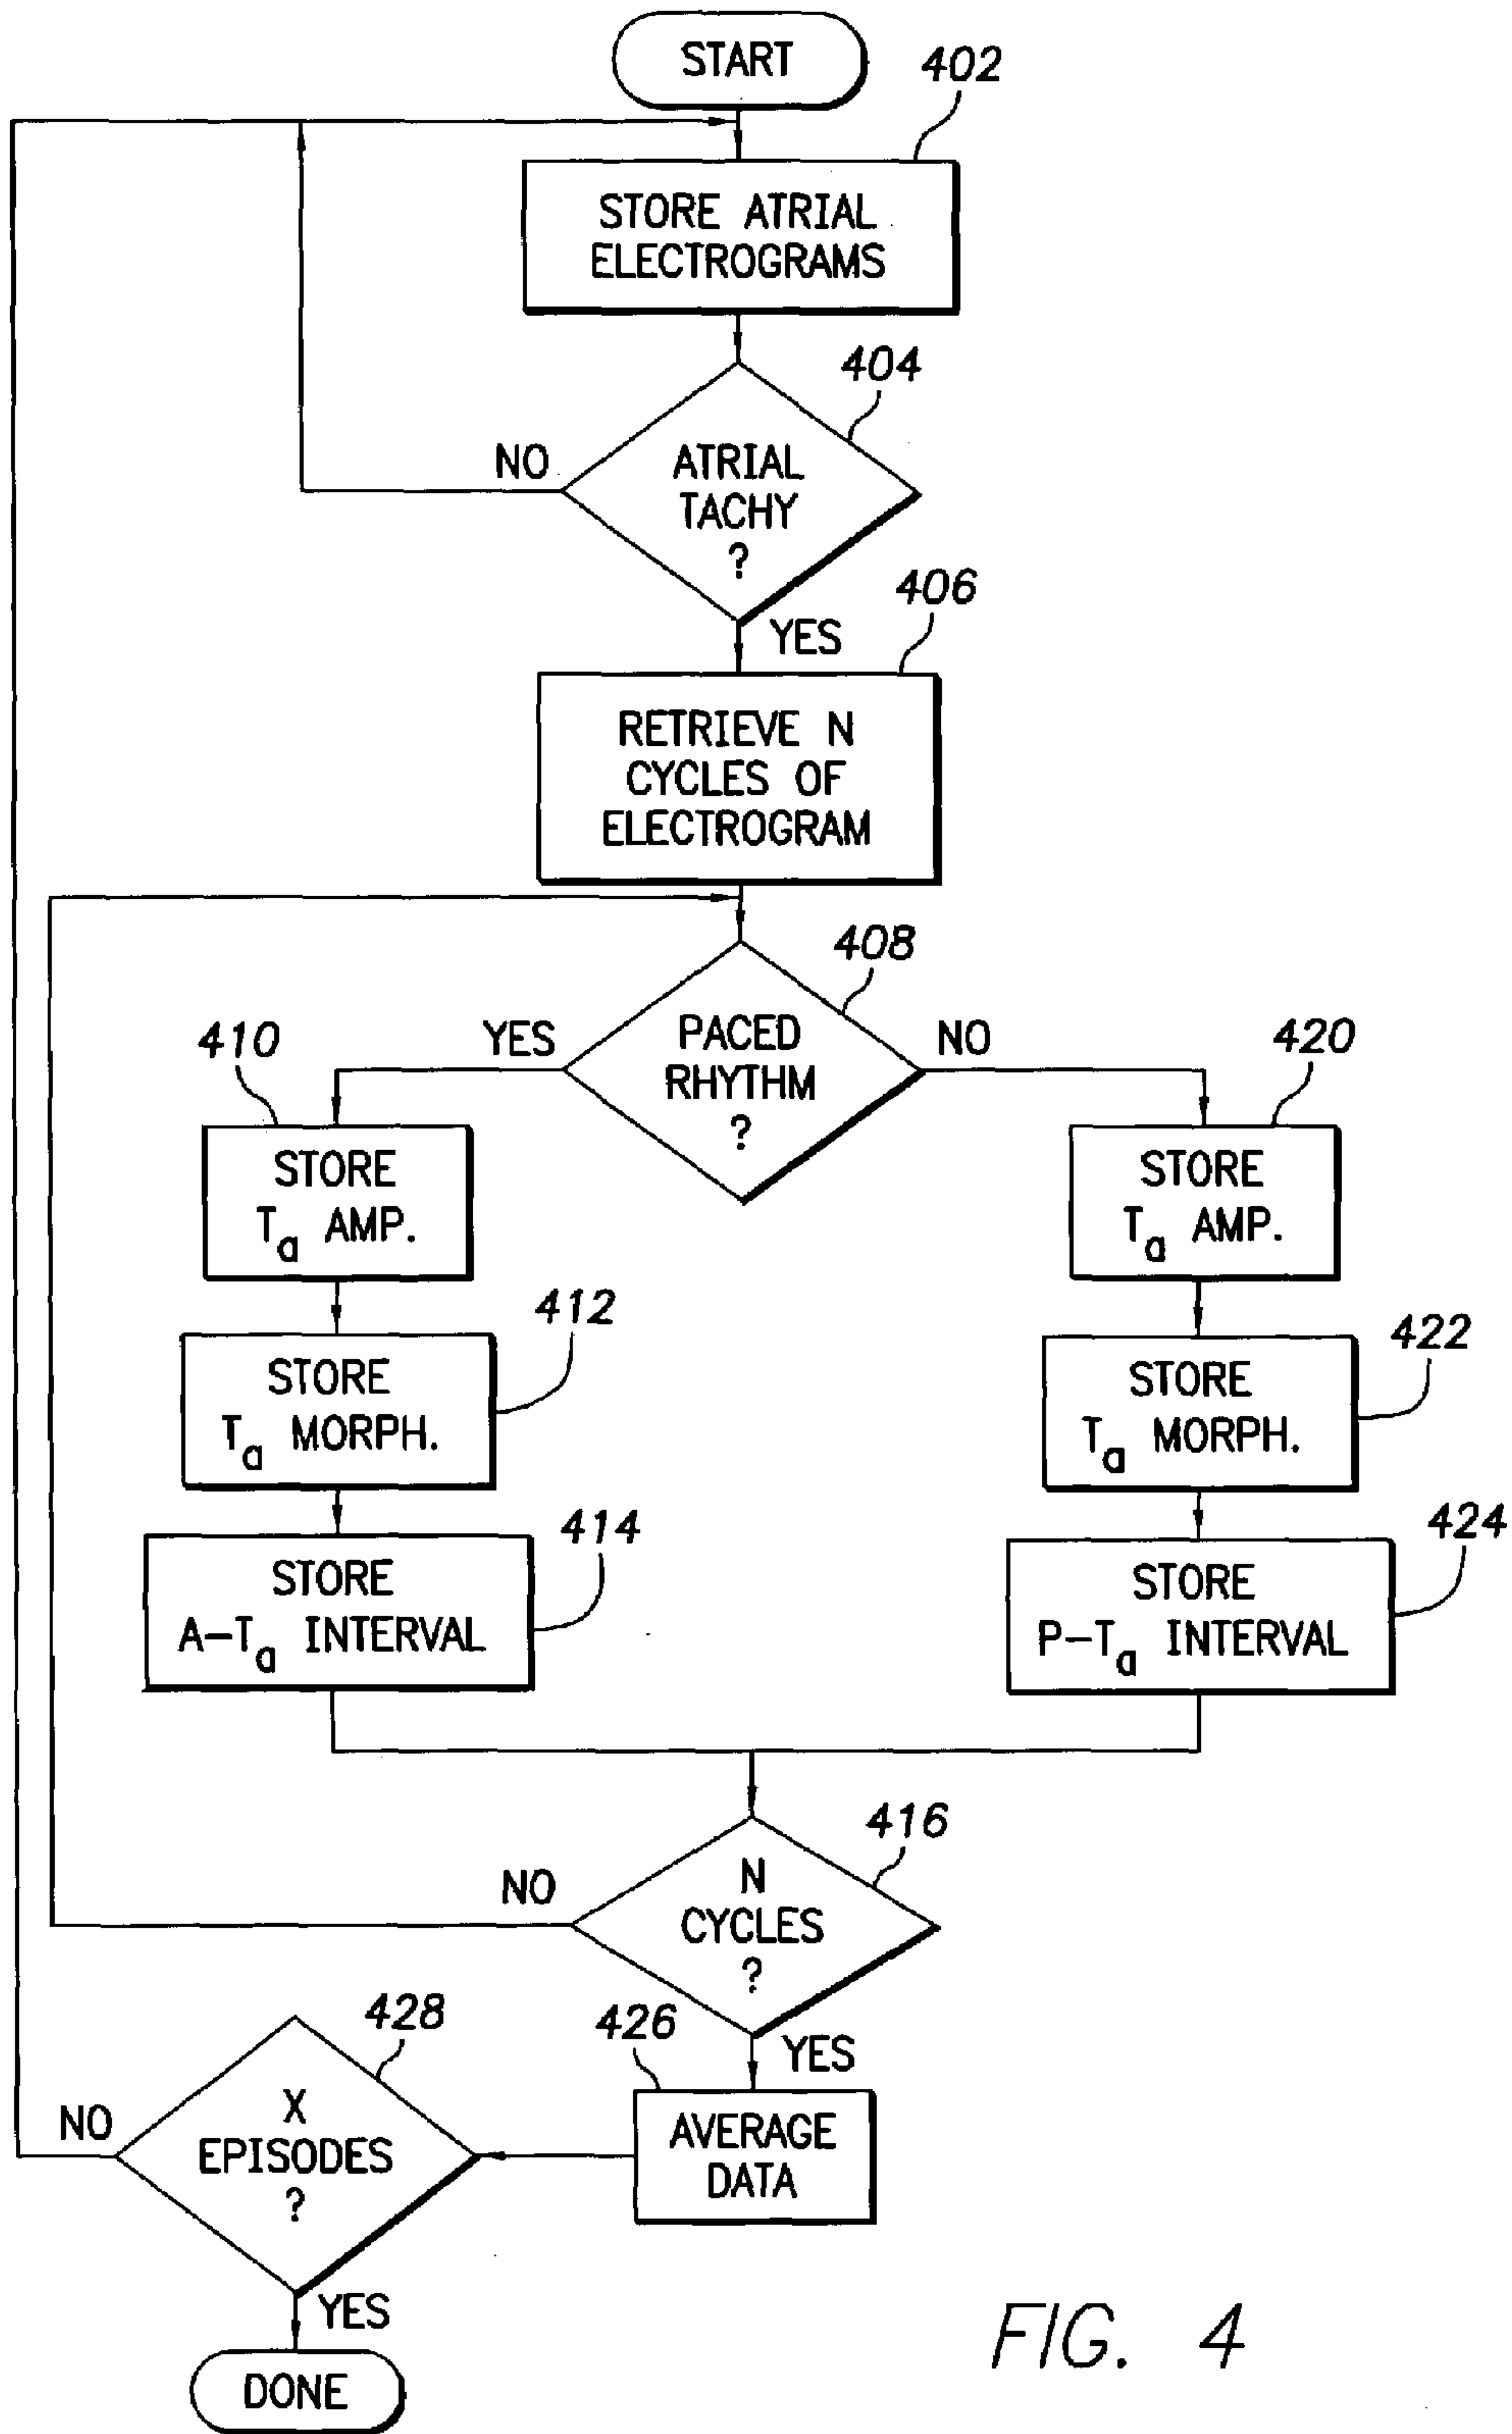 START
402
STORE ATRIAL
ELECTROGRAMS
404
NO
ATRIAL
TACHY
?
406
YES
RETRIEVE N
CYCLES OF
ELECTROGRAM
408
410
YES
PACED
RHYTHM
?
NO
420
STORE
Ta AMP.
STORE
Ta AMP.
412
STORE
Ta MORPH.
422
STORE
Ta MORPH.
414
STORE
A-Ta INTERVAL
424
STORE
P-Ta INTERVAL
416
NO
N
CYCLES
?
428
426
YES
NO
X
EPISODES
?
AVERAGE
DATA
YES
DONE
FIG. 4